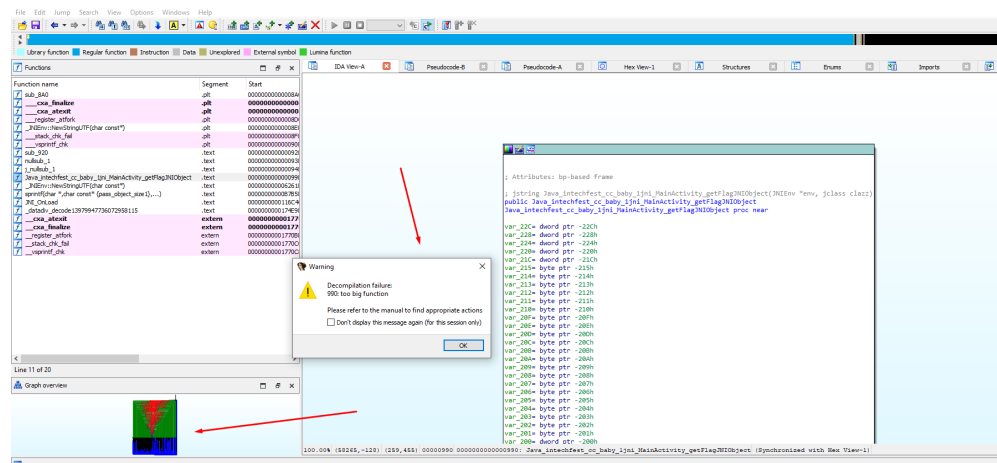 File Edit Jump Search View Options Windows Help
Library function Regular function Instruction Data Unexplored External symbol Lumina function
Functions
IDA View-A Pseudocode-B Pseudocode-A Hex View-1 Structures Enums Imports
Function name Segment Start
sub_8A0 .plt
___cxa_finalize .plt
___cxa_atexit .plt
___register_atfork .plt
_JNIEnv::NewStringUTF(char const*) .plt
___stack_chk_fail .plt
___vsprintf_chk .plt
sub_920 .text
nullsub_1 .text
j_nullsub_1 .text
Java_intechfest_cc_baby_1jni_MainActivity_getFlagJNIObject .text
_JNIEnv::NewStringUTF(char const*) .text
sprintf(char *,char const* {pass_object_size1},...) .text
JNI_OnLoad .text
_datadiv_decode13979947736072958115 .text
__cxa_atexit extern
__cxa_finalize extern
__register_atfork extern
__stack_chk_fail extern
__vsprintf_chk extern
Line 11 of 20
Graph overview
Warning
Decompilation failure:
990: too big function
Please refer to the manual to find appropriate actions
Don't display this message again (for this session only)
OK
; Attributes: bp-based frame
; jstring Java_intechfest_cc_baby_1jni_MainActivity_getFlagJNIObject(JNIEnv *env, jclass clazz)
public Java_intechfest_cc_baby_1jni_MainActivity_getFlagJNIObject
Java_intechfest_cc_baby_1jni_MainActivity_getFlagJNIObject proc near
var_22C= dword ptr -22Ch
var_228= dword ptr -228h
var_224= dword ptr -224h
var_220= dword ptr -220h
var_21C= dword ptr -21Ch
var_215= byte ptr -215h
var_214= byte ptr -214h
var_213= byte ptr -213h
var_212= byte ptr -212h
var_211= byte ptr -211h
var_210= byte ptr -210h
var_20F= byte ptr -20Fh
var_20E= byte ptr -20Eh
var_20D= byte ptr -20Dh
var_20C= byte ptr -20Ch
var_20B= byte ptr -20Bh
var_20A= byte ptr -20Ah
var_209= byte ptr -209h
var_208= byte ptr -208h
var_207= byte ptr -207h
var_206= byte ptr -206h
var_205= byte ptr -205h
var_204= byte ptr -204h
var_203= byte ptr -203h
var_202= byte ptr -202h
var_201= byte ptr -201h
var_200= dword ptr -200h
100.00% (58265,-128) (259,455) 00000990 0000000000000990: Java_intechfest_cc_baby_1jni_MainActivity_getFlagJNIObject (Synchronized with Hex View-1)